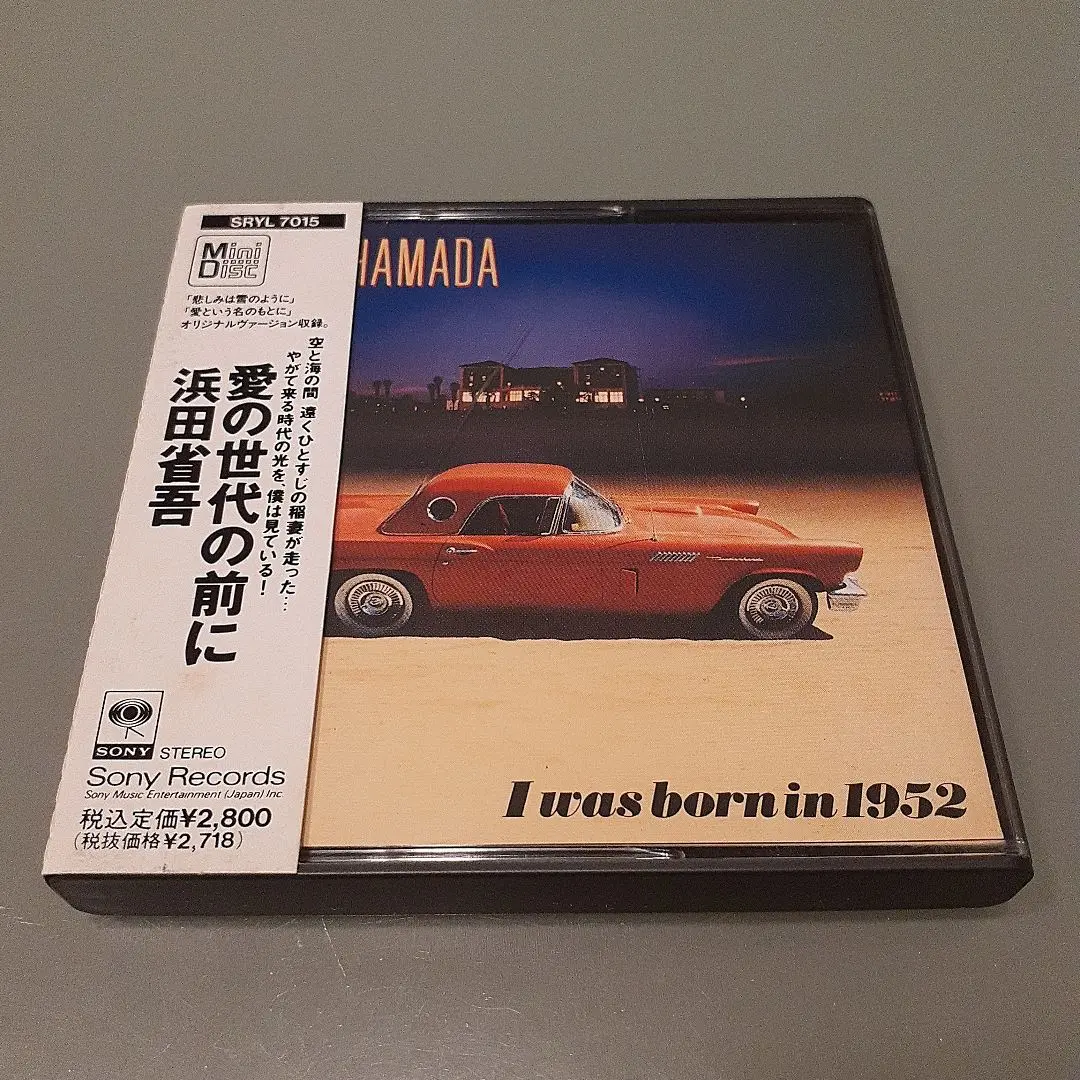 SRYL 7015
Mini
Disc
「悲しみは雪のように」
「愛という名のもとに」
オリジナルヴァージョン収録。
空と海の間 遠くひとすじの稲妻が走った…
やがて来る時代の光を、僕は見ている!
愛の世代の前に
浜田省吾
SONY
STEREO
Sony Records
Sony Music Entertainment (Japan) Inc.
税込定価¥2,800
(税抜価格¥2,718)
HAMADA
I was born in 1952